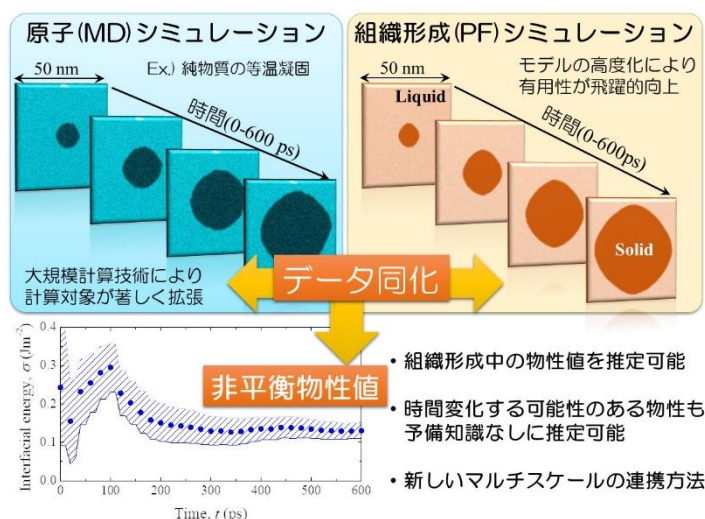 原子(MD)シミュレーション
50 nm
Ex.) 純物質の等温凝固
時間(0-600 ps)
大規模計算技術により
計算対象が著しく拡張
組織形成(PF)シミュレーション
50 nm
モデルの高度化により
有用性が飛躍的向上
Liquid
時間(0-600ps)
Solid
データ同化
非平衡物性値
Interfacial energy, σ (Jm-2)
0.4
0.3
0.2
0.1
0
0 100 200 300 400 500 600
Time, t (ps)
• 組織形成中の物性値を推定可能
• 時間変化する可能性のある物性も
予備知識なしに推定可能
• 新しいマルチスケールの連携方法